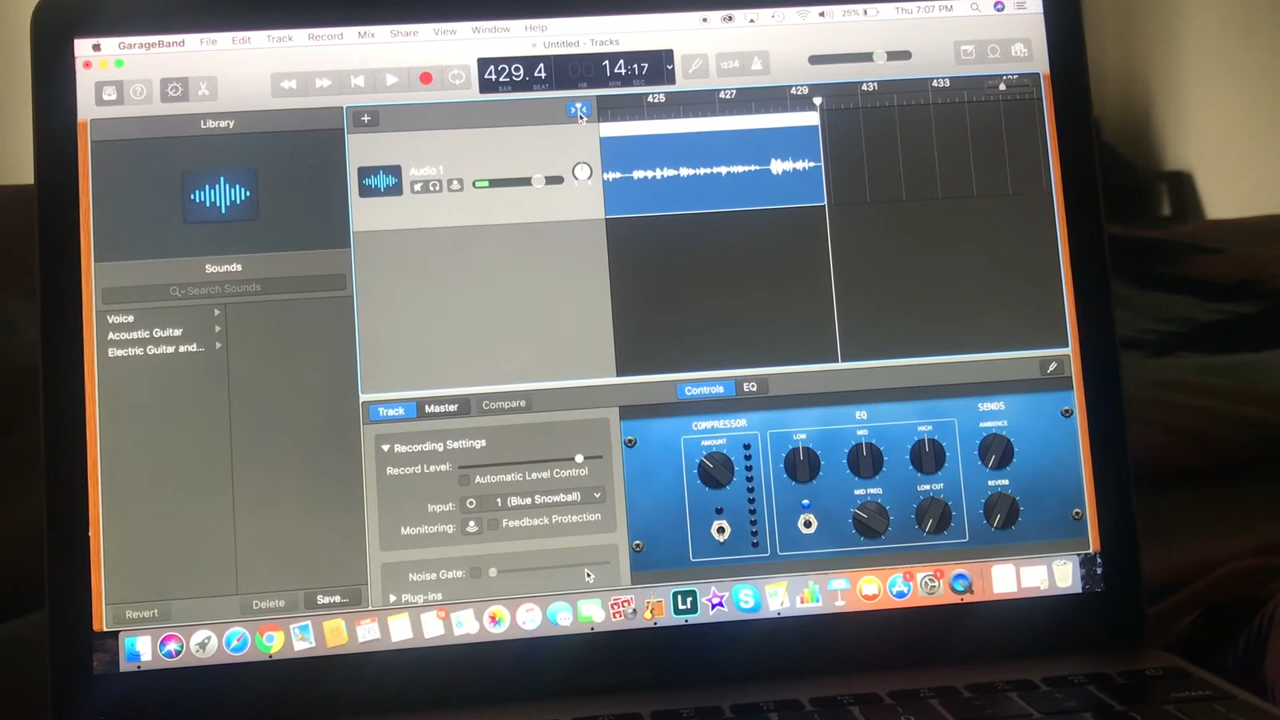 GarageBand File Edit Track Record Mix Share View Window Help 25% Thu 7:07 PM
Untitled - Tracks
429.4 14:17
BAR BEAT MIN SEC
1234
Library
425 427 429 431 433
Audio 1
Sounds
Search Sounds
Voice
Acoustic Guitar
Electric Guitar and...
Revert Delete Save...
Track Master Compare
Controls EQ
Recording Settings
Record Level:
Automatic Level Control
Input: 1 (Blue Snowball)
Monitoring: Feedback Protection
Noise Gate:
Plug-ins
COMPRESSOR EQ SENDS
AMOUNT LOW MID HIGH AMBIENCE
MID FREQ LOW CUT REVERB
Lr
delete